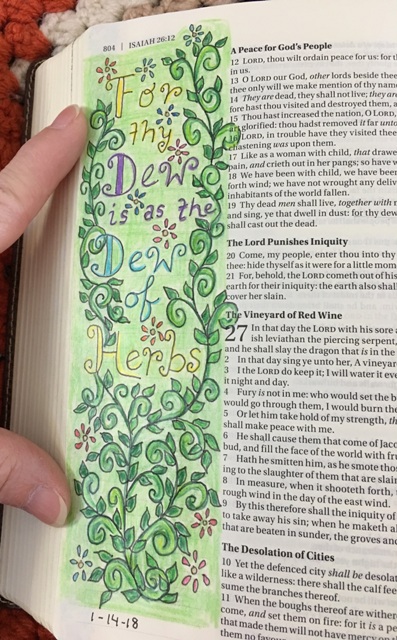 804 | ISAIAH 26:12
For
thy
Dew
is as the
Dew
of
Herbs
1-14-18
A Peace for God's People
12 LORD, thou wilt ordain peace for us: for t
in us.
13 O LORD our God, other lords beside thee
thee only will we make mention of thy name
14 They are dead, they shall not live; they are
fore hast thou visited and destroyed them, a
15 Thou hast increased the nation, O LORD,
glorified: thou hadst removed it far unto
LORD, in trouble have they visited thee
chastening was upon them.
17 Like as a woman with child, that draw
pain, and crieth out in her pangs; so have w
18 We have been with child, we have been
forth wind; we have not wrought any deliv
inhabitants of the world fallen.
19 Thy dead men shall live, together with
and sing, ye that dwell in dust: for thy dew
shall cast out the dead.
The Lord Punishes Iniquity
20 Come, my people, enter thou into thy
thee: hide thyself as it were for a little mom
21 For, behold, the LORD cometh out of his
earth for their iniquity: the earth also shal
cover her slain.
The Vineyard of Red Wine
27 In that day the LORD with his sore a
ish leviathan the piercing serpent,
and he shall slay the dragon that is in the
2 In that day sing ye unto her, A vineyar
3 I the LORD do keep it; I will water it eve
it night and day.
4 Fury is not in me: who would set the b
would go through them, I would burn the
5 Or let him take hold of my strength, th
shall make peace with me.
6 He shall cause them that come of Jaco
bud, and fill the face of the world with fru
7 Hath he smitten him, as he smote thos
ing to the slaughter of them that are slain
8 In measure, when it shooteth forth,
rough wind in the day of the east wind.
9 By this therefore shall the iniquity of
to take away his sin; when he maketh al
that are beaten in sunder, the groves and
The Desolation of Cities
10 Yet the defenced city shall be desolat
like a wilderness: there shall the calf fee
sume the branches thereof.
11 When the boughs thereof are withere
come, and set them on fire: for it is a pe
that made them will not have mercy on
them no favour